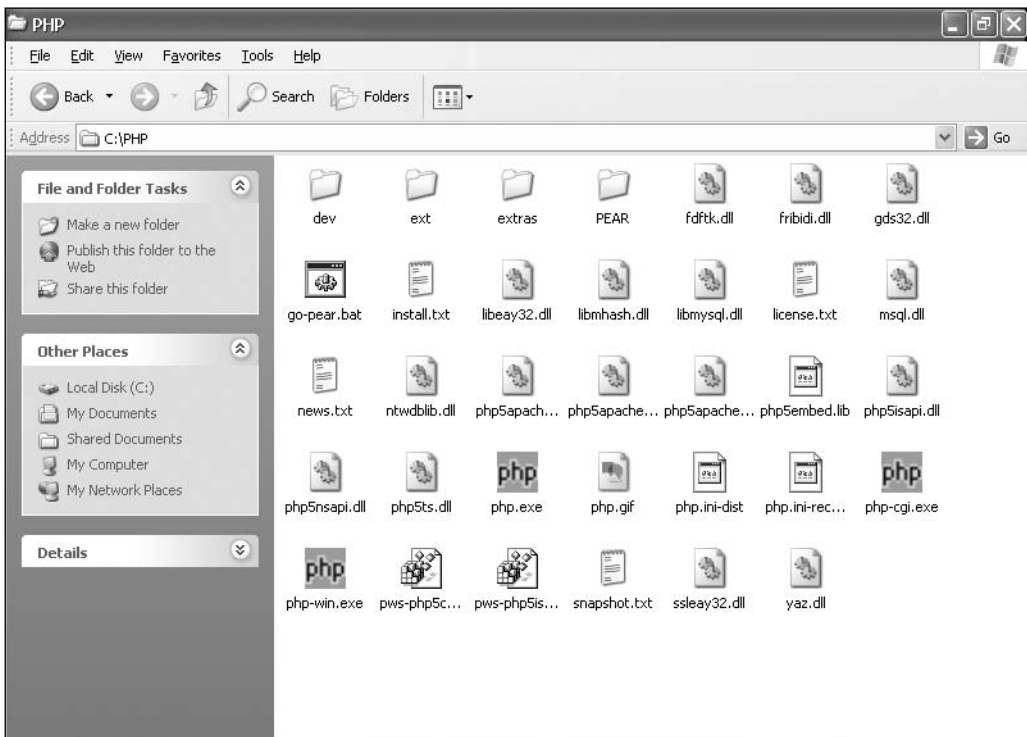 PHP
File Edit View Favorites Tools Help
Back Search Folders
Address C:\PHP Go
File and Folder Tasks
Make a new folder
Publish this folder to the
Web
Share this folder
Other Places
Local Disk (C:)
My Documents
Shared Documents
My Computer
My Network Places
Details
dev ext extras PEAR fdftk.dll fribidi.dll gds32.dll
go-pear.bat install.txt libeay32.dll libmhash.dll libmysql.dll license.txt msql.dll
news.txt ntwdblib.dll php5apach... php5apache... php5apache... php5embed.lib php5isapi.dll
php5nsapi.dll php5ts.dll php.exe php.gif php.ini-dist php.ini-rec... php-cgi.exe
php-win.exe pws-php5c... pws-php5is... snapshot.txt ssleay32.dll yaz.dll